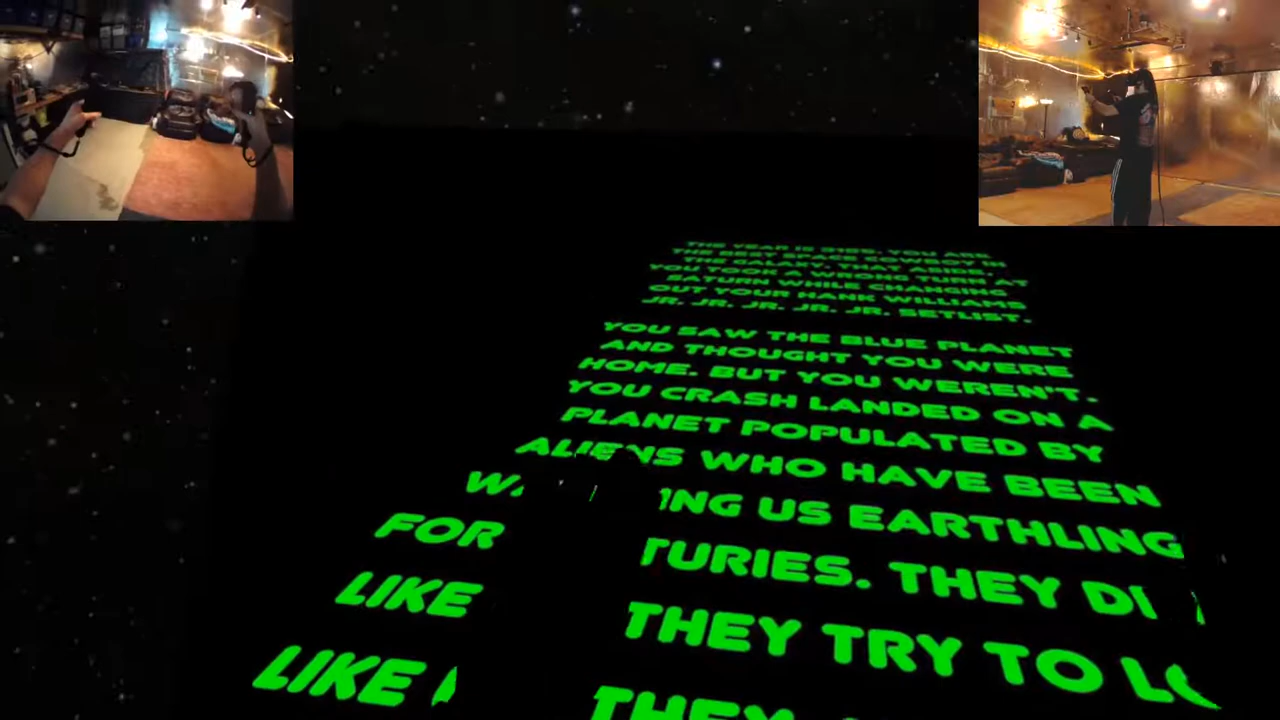 THE YEAR IS YOU ARE
THE BEST SPACE COWBOY IN
THE GALAXY. THAT ASIDE,
YOU TOOK A WRONG TURN AT
SATURN WHILE CHANGING
OUT YOUR HANK WILLIAMS
JR. JR. JR. JR. JR. SETLIST.
YOU SAW THE BLUE PLANET
AND THOUGHT YOU WERE
HOME. BUT YOU WEREN'T.
YOU CRASH LANDED ON A
PLANET POPULATED BY
ALIENS WHO HAVE BEEN
ING US EARTHLING
FOR TURIES. THEY DI
LIKE THEY TRY TO LO
LIKE THEY